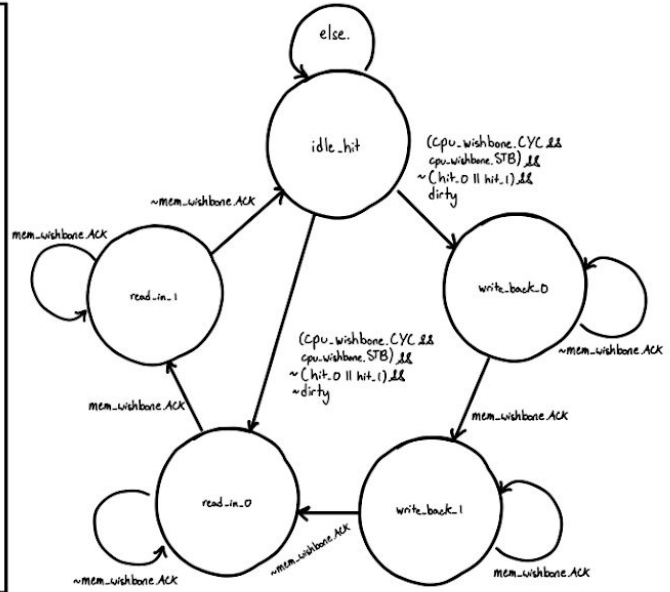 else.
idle_hit
(cpu_wishbone.CYC &&
cpu_wishbone.STB) &&
~(hit_0 || hit_1) &&
dirty
~mem_wishbone.ACK
mem_wishbone.ACK
read_in_1
write_back_0
~mem_wishbone.ACK
(cpu_wishbone.CYC &&
cpu_wishbone.STB) &&
~(hit_0 || hit_1) &&
~dirty
mem_wishbone.ACK
mem_wishbone.ACK
read_in_0
write_back_1
~mem_wishbone.ACK
~mem_wishbone.ACK
mem_wishbone.ACK